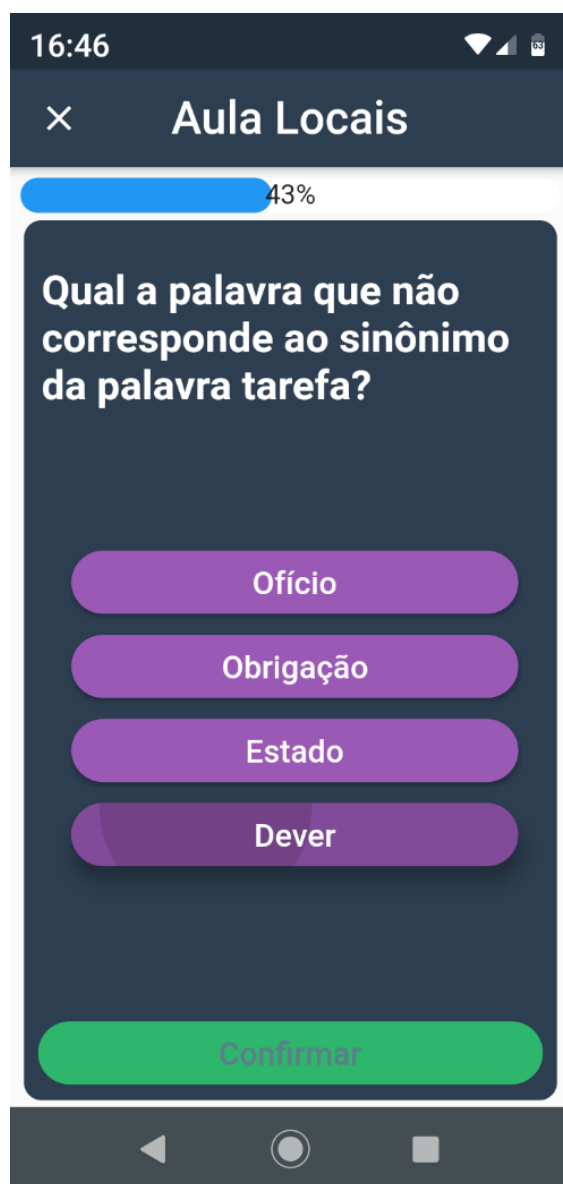 16:46
63
Aula Locais
43%
Qual a palavra que não
corresponde ao sinônimo
da palavra tarefa?
Ofício
Obrigação
Estado
Dever
Confirmar